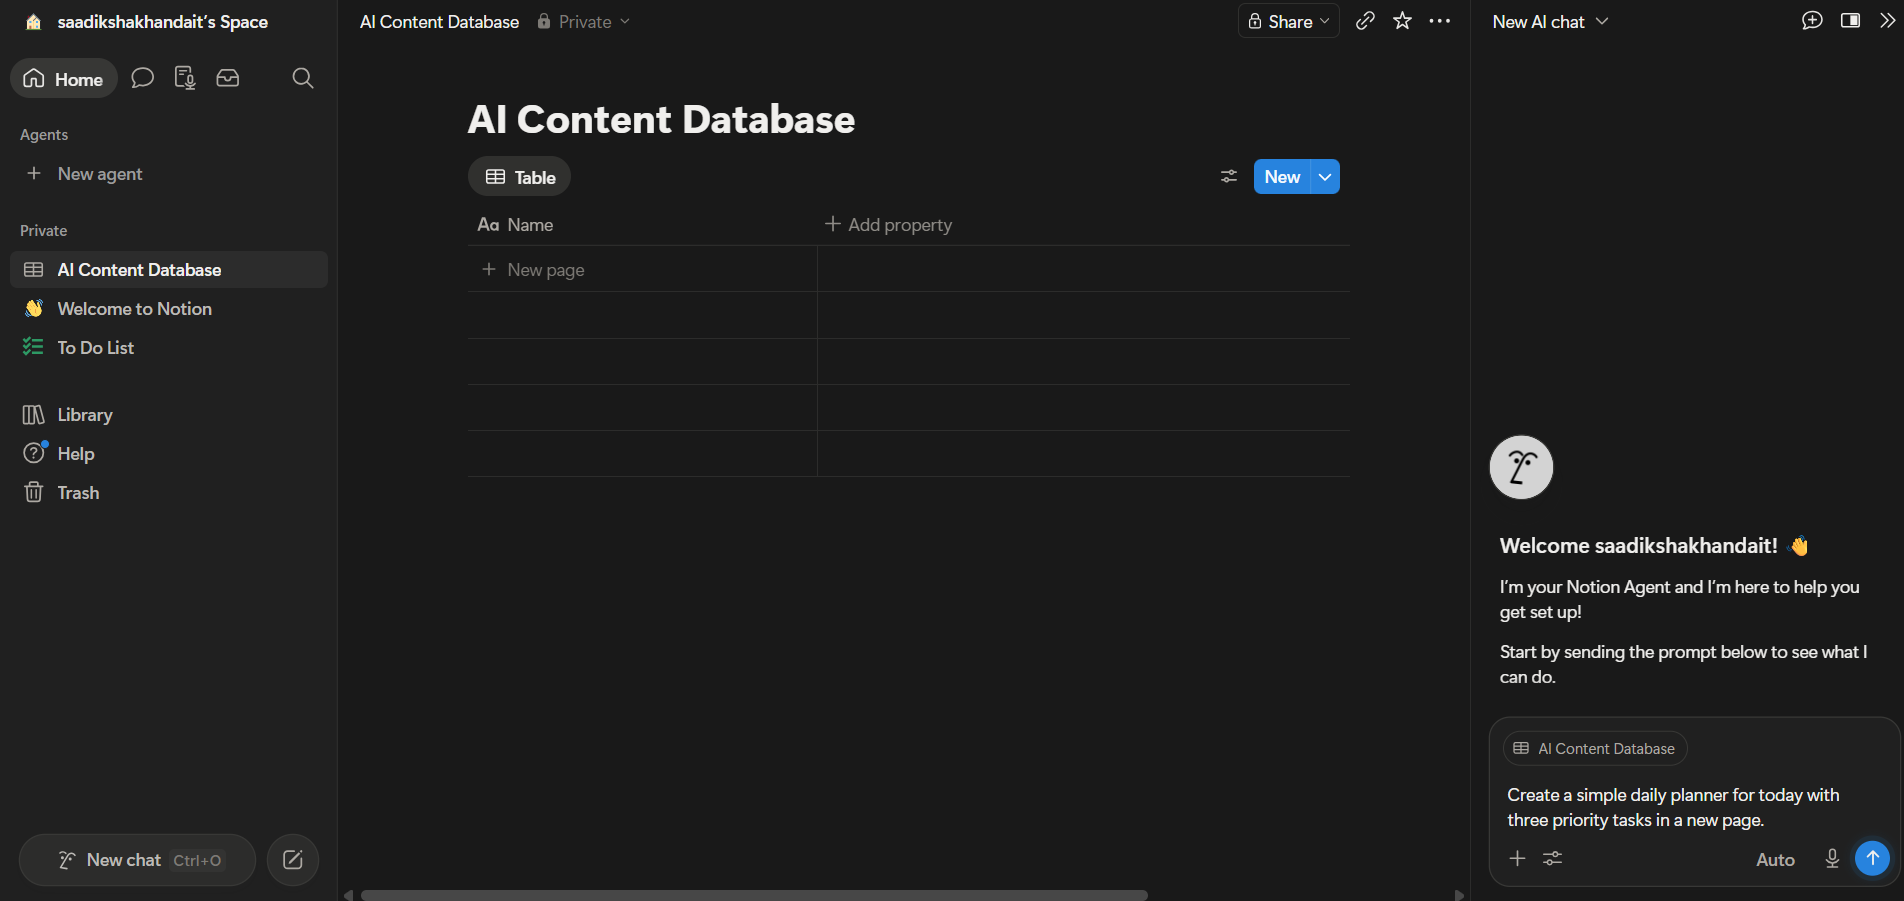 saadikshakhandait's Space
Home
Agents
New agent
Private
AI Content Database
Welcome to Notion
To Do List
Library
Help
Trash
New chat Ctrl+O
AI Content Database Private
Share
AI Content Database
Table
New
Aa Name
Add property
New page
New AI chat
Welcome saadikshakhandait!
I'm your Notion Agent and I'm here to help you
get set up!
Start by sending the prompt below to see what I
can do.
AI Content Database
Create a simple daily planner for today with
three priority tasks in a new page.
Auto